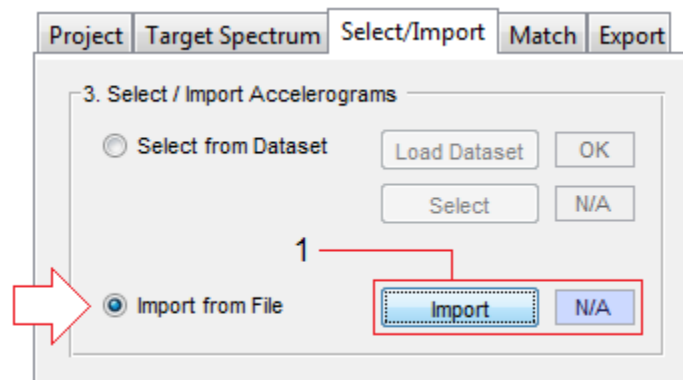 Project Target Spectrum Select/Import Match Export
3. Select / Import Accelerograms
Select from Dataset Load Dataset OK
Select N/A
1
Import from File Import N/A